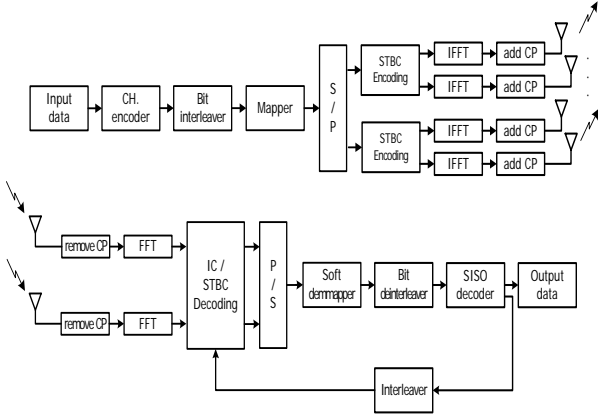 Input
data
CH.
encoder
Bit
interleaver
Mapper
S
/
P
STBC
Encoding
IFFT
add CP
IFFT
add CP
STBC
Encoding
IFFT
add CP
IFFT
add CP
remove CP
FFT
remove CP
FFT
IC /
STBC
Decoding
P
/
S
Soft
demmapper
Bit
deinterleaver
SISO
decoder
Output
data
Interleaver